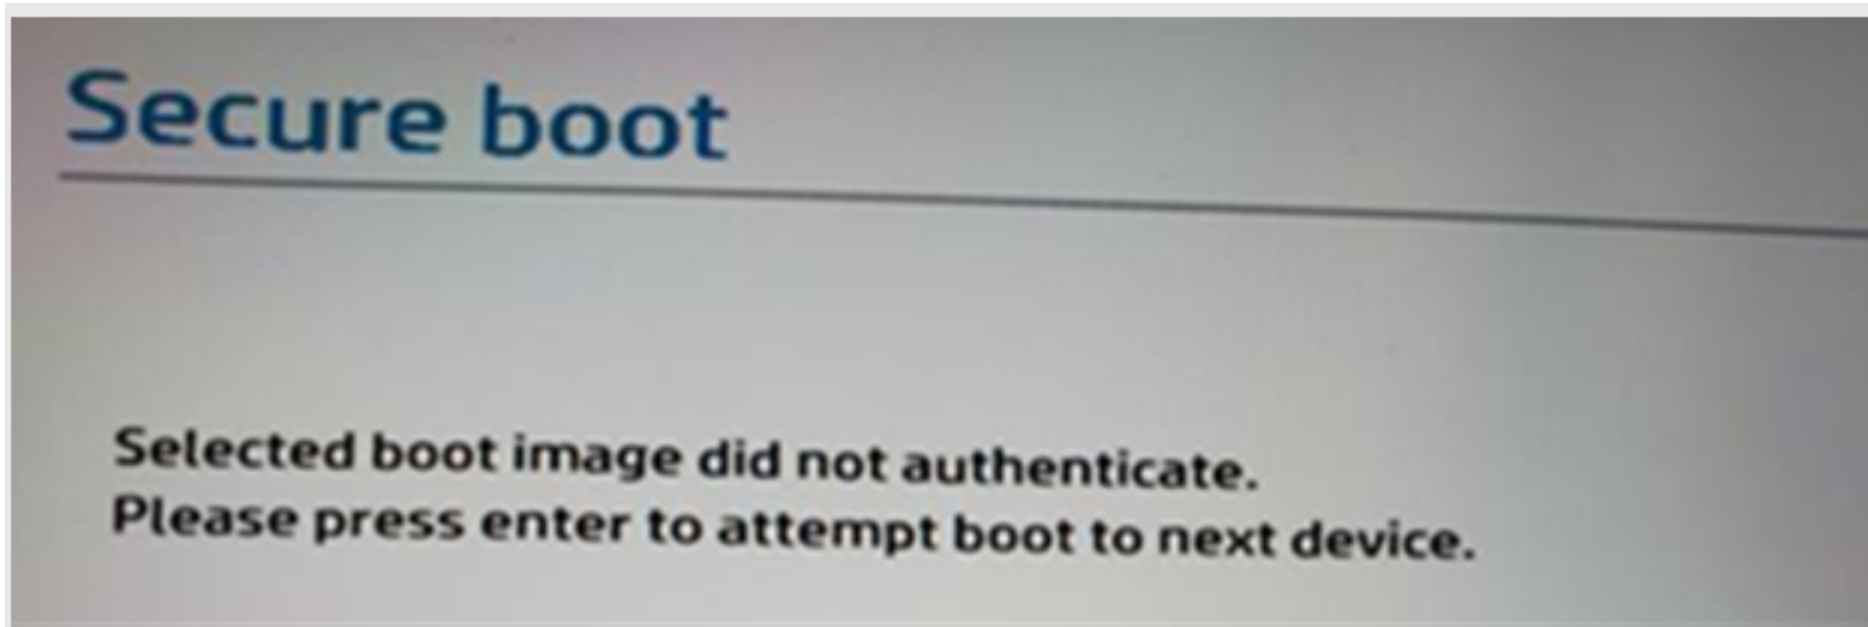 Secure boot
Selected boot image did not authenticate.
Please press enter to attempt boot to next device.